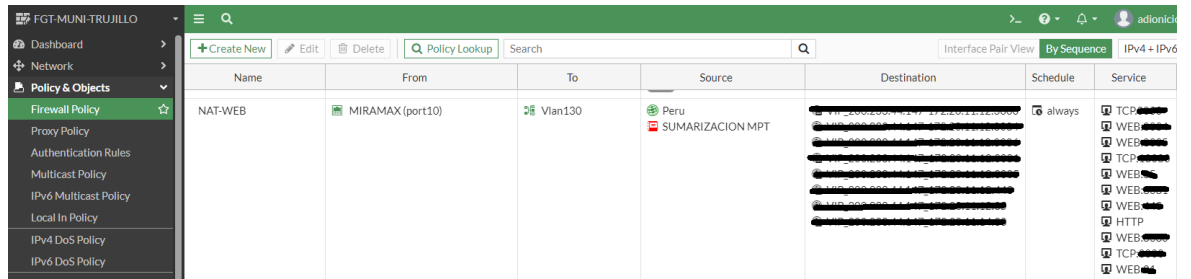 FGT-MUNI-TRUJILLO
adionicio
Dashboard
Network
Policy & Objects
Firewall Policy
Proxy Policy
Authentication Rules
Multicast Policy
IPv6 Multicast Policy
Local In Policy
IPv4 DoS Policy
IPv6 DoS Policy
+Create New Edit Delete Policy Lookup Search Interface Pair View By Sequence IPv4 + IPv6
Name From To Source Destination Schedule Service
NAT-WEB MIRAMAX (port10) Vlan130 Peru always TCP:
SUMARIZACION MPT WEB:
WEB:
TCP:
WEB:
WEB:
WEB:
HTTP
WEB:
TCP:
WEB: